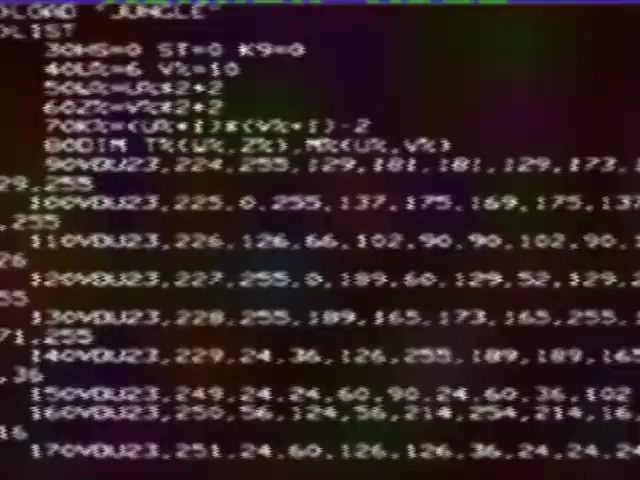 >LOAD "JUNGLE"
>LIST
30HS=0 ST=0 K9=0
40U%=6 V%=10
50W%=U%*2+2
60Z%=V%*2+2
70K%=(U%+1)*(V%+1)-2
80DIM T%(W%,Z%),M%(U%,V%)
90VDU23,224,255,129,181,181,129,173,
29,255
100VDU23,225,0,255,137,175,169,175,137
,255
110VDU23,226,126,66,102,90,90,102,90,
26
120VDU23,227,255,0,189,60,129,52,129,
55
130VDU23,228,255,189,165,173,165,255,
71,255
140VDU23,229,24,36,126,255,189,189,165
,36
150VDU23,249,24,24,60,90,24,60,36,102
160VDU23,250,56,124,56,214,254,214,16,
16
170VDU23,251,24,60,126,126,36,24,24,24